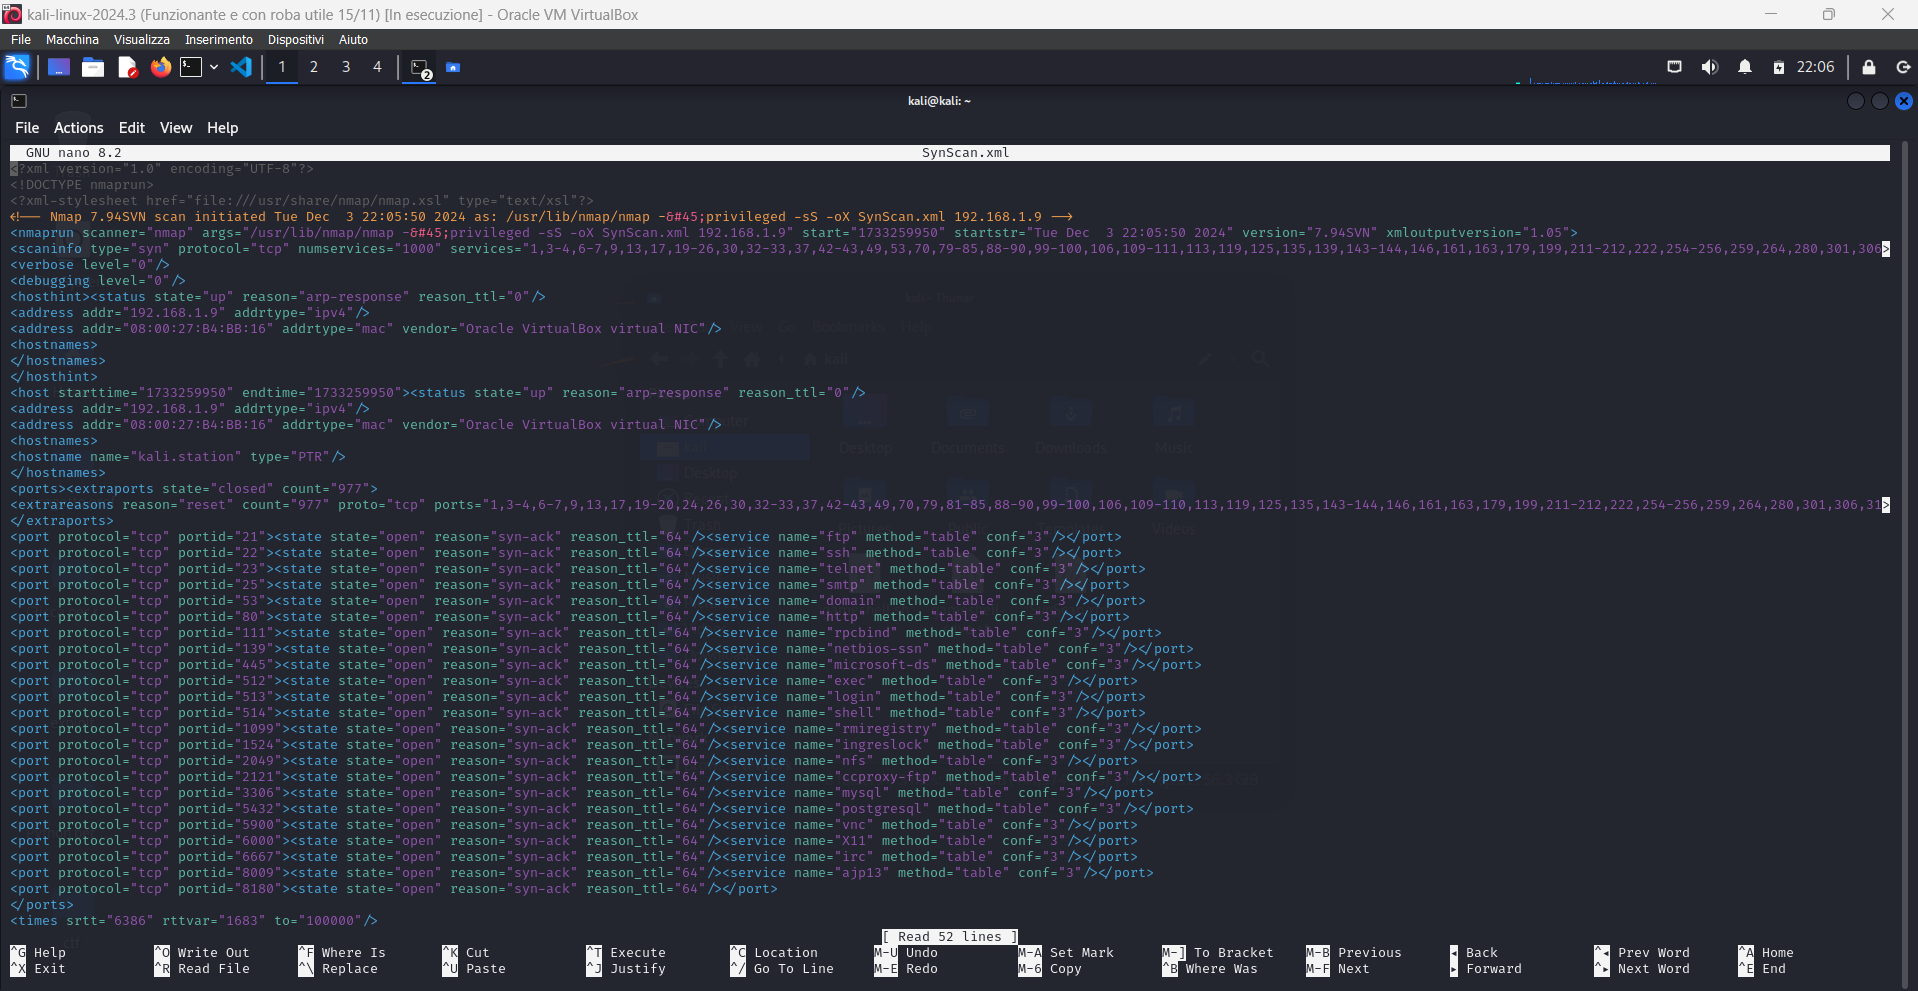 kali-linux-2024.3 (Funzionante e con roba utile 15/11) [In esecuzione] - Oracle VM VirtualBox
File Macchina Visualizza Inserimento Dispositivi Aiuto
1 2 3 4 2 22:06
kali@kali: ~
File Actions Edit View Help
GNU nano 8.2 SynScan.xml
<?xml version="1.0" encoding="UTF-8"?>
<!DOCTYPE nmaprun>
<?xml-stylesheet href="file:///usr/share/nmap/nmap.xsl" type="text/xsl"?>
<!-- Nmap 7.94SVN scan initiated Tue Dec  3 22:05:50 2024 as: /usr/lib/nmap/nmap -&#45;privileged -sS -oX SynScan.xml 192.168.1.9 -->
<nmaprun scanner="nmap" args="/usr/lib/nmap/nmap -&#45;privileged -sS -oX SynScan.xml 192.168.1.9" start="1733259950" startstr="Tue Dec  3 22:05:50 2024" version="7.94SVN" xmloutputversion="1.05">
<scaninfo type="syn" protocol="tcp" numservices="1000" services="1,3-4,6-7,9,13,17,19-26,30,32-33,37,42-43,49,53,70,79-85,88-90,99-100,106,109-111,113,119,125,135,139,143-144,146,161,163,179,199,211-212,222,254-256,259,264,280,301,306>
<verbose level="0"/>
<debugging level="0"/>
<hosthint><status state="up" reason="arp-response" reason_ttl="0"/>
<address addr="192.168.1.9" addrtype="ipv4"/>
<address addr="08:00:27:B4:BB:16" addrtype="mac" vendor="Oracle VirtualBox virtual NIC"/>
<hostnames>
</hostnames>
</hosthint>
<host starttime="1733259950" endtime="1733259950"><status state="up" reason="arp-response" reason_ttl="0"/>
<address addr="192.168.1.9" addrtype="ipv4"/>
<address addr="08:00:27:B4:BB:16" addrtype="mac" vendor="Oracle VirtualBox virtual NIC"/>
<hostnames>
<hostname name="kali.station" type="PTR"/>
</hostnames>
<ports><extraports state="closed" count="977">
<extrareasons reason="reset" count="977" proto="tcp" ports="1,3-4,6-7,9,13,17,19-20,24,26,30,32-33,37,42-43,49,70,79,81-85,88-90,99-100,106,109-110,113,119,125,135,143-144,146,161,163,179,199,211-212,222,254-256,259,264,280,301,306,31>
</extraports>
<port protocol="tcp" portid="21"><state state="open" reason="syn-ack" reason_ttl="64"/><service name="ftp" method="table" conf="3"/></port>
<port protocol="tcp" portid="22"><state state="open" reason="syn-ack" reason_ttl="64"/><service name="ssh" method="table" conf="3"/></port>
<port protocol="tcp" portid="23"><state state="open" reason="syn-ack" reason_ttl="64"/><service name="telnet" method="table" conf="3"/></port>
<port protocol="tcp" portid="25"><state state="open" reason="syn-ack" reason_ttl="64"/><service name="smtp" method="table" conf="3"/></port>
<port protocol="tcp" portid="53"><state state="open" reason="syn-ack" reason_ttl="64"/><service name="domain" method="table" conf="3"/></port>
<port protocol="tcp" portid="80"><state state="open" reason="syn-ack" reason_ttl="64"/><service name="http" method="table" conf="3"/></port>
<port protocol="tcp" portid="111"><state state="open" reason="syn-ack" reason_ttl="64"/><service name="rpcbind" method="table" conf="3"/></port>
<port protocol="tcp" portid="139"><state state="open" reason="syn-ack" reason_ttl="64"/><service name="netbios-ssn" method="table" conf="3"/></port>
<port protocol="tcp" portid="445"><state state="open" reason="syn-ack" reason_ttl="64"/><service name="microsoft-ds" method="table" conf="3"/></port>
<port protocol="tcp" portid="512"><state state="open" reason="syn-ack" reason_ttl="64"/><service name="exec" method="table" conf="3"/></port>
<port protocol="tcp" portid="513"><state state="open" reason="syn-ack" reason_ttl="64"/><service name="login" method="table" conf="3"/></port>
<port protocol="tcp" portid="514"><state state="open" reason="syn-ack" reason_ttl="64"/><service name="shell" method="table" conf="3"/></port>
<port protocol="tcp" portid="1099"><state state="open" reason="syn-ack" reason_ttl="64"/><service name="rmiregistry" method="table" conf="3"/></port>
<port protocol="tcp" portid="1524"><state state="open" reason="syn-ack" reason_ttl="64"/><service name="ingreslock" method="table" conf="3"/></port>
<port protocol="tcp" portid="2049"><state state="open" reason="syn-ack" reason_ttl="64"/><service name="nfs" method="table" conf="3"/></port>
<port protocol="tcp" portid="2121"><state state="open" reason="syn-ack" reason_ttl="64"/><service name="ccproxy-ftp" method="table" conf="3"/></port>
<port protocol="tcp" portid="3306"><state state="open" reason="syn-ack" reason_ttl="64"/><service name="mysql" method="table" conf="3"/></port>
<port protocol="tcp" portid="5432"><state state="open" reason="syn-ack" reason_ttl="64"/><service name="postgresql" method="table" conf="3"/></port>
<port protocol="tcp" portid="5900"><state state="open" reason="syn-ack" reason_ttl="64"/><service name="vnc" method="table" conf="3"/></port>
<port protocol="tcp" portid="6000"><state state="open" reason="syn-ack" reason_ttl="64"/><service name="X11" method="table" conf="3"/></port>
<port protocol="tcp" portid="6667"><state state="open" reason="syn-ack" reason_ttl="64"/><service name="irc" method="table" conf="3"/></port>
<port protocol="tcp" portid="8009"><state state="open" reason="syn-ack" reason_ttl="64"/><service name="ajp13" method="table" conf="3"/></port>
<port protocol="tcp" portid="8180"><state state="open" reason="syn-ack" reason_ttl="64"/></port>
</ports>
<times srtt="6386" rttvar="1683" to="100000"/>
[ Read 52 lines ]
^G Help ^O Write Out ^F Where Is ^K Cut ^T Execute ^C Location M-U Undo M-A Set Mark M-] To Bracket M-B Previous ◂ Back ^◂ Prev Word ^A Home
^X Exit ^R Read File ^\ Replace ^U Paste ^J Justify ^/ Go To Line M-E Redo M-6 Copy ^B Where Was M-F Next ▸ Forward ^▸ Next Word ^E End